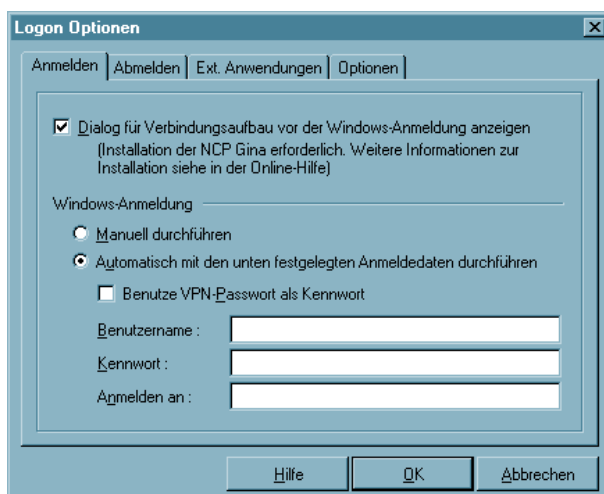 Logon Optionen
Anmelden Abmelden Ext. Anwendungen Optionen
Dialog für Verbindungsaufbau vor der Windows-Anmeldung anzeigen
(Installation der NCP Gina erforderlich. Weitere Informationen zur
Installation siehe in der Online-Hilfe)
Windows-Anmeldung
Manuell durchführen
Automatisch mit den unten festgelegten Anmeldedaten durchführen
Benutze VPN-Passwort als Kennwort
Benutzername :
Kennwort :
Anmelden an :
Hilfe OK Abbrechen